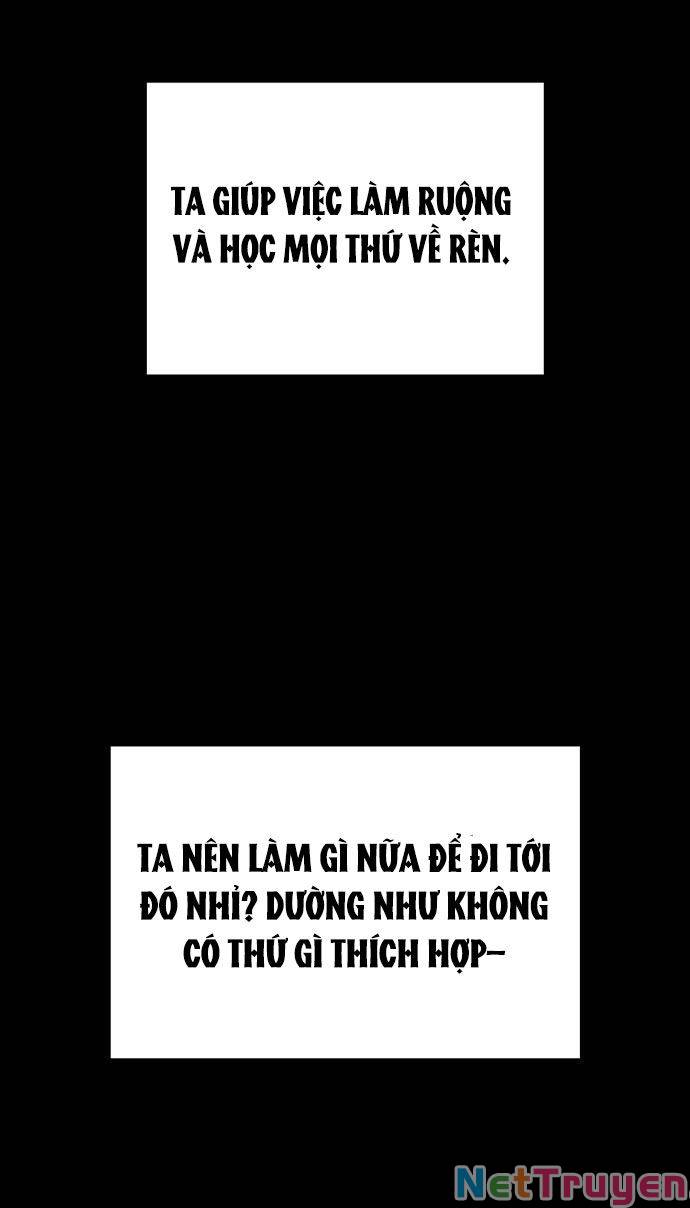 TA GIÚP VIỆC LÀM RUỘNG
VÀ HỌC MỌI THỨ VỀ RÈN.
TA NÊN LÀM GÌ NỮA ĐỂ ĐI TỚI
ĐÓ NHỈ? DƯỜNG NHƯ KHÔNG
CÓ THỨ GÌ THÍCH HỢP–
NetTruyen